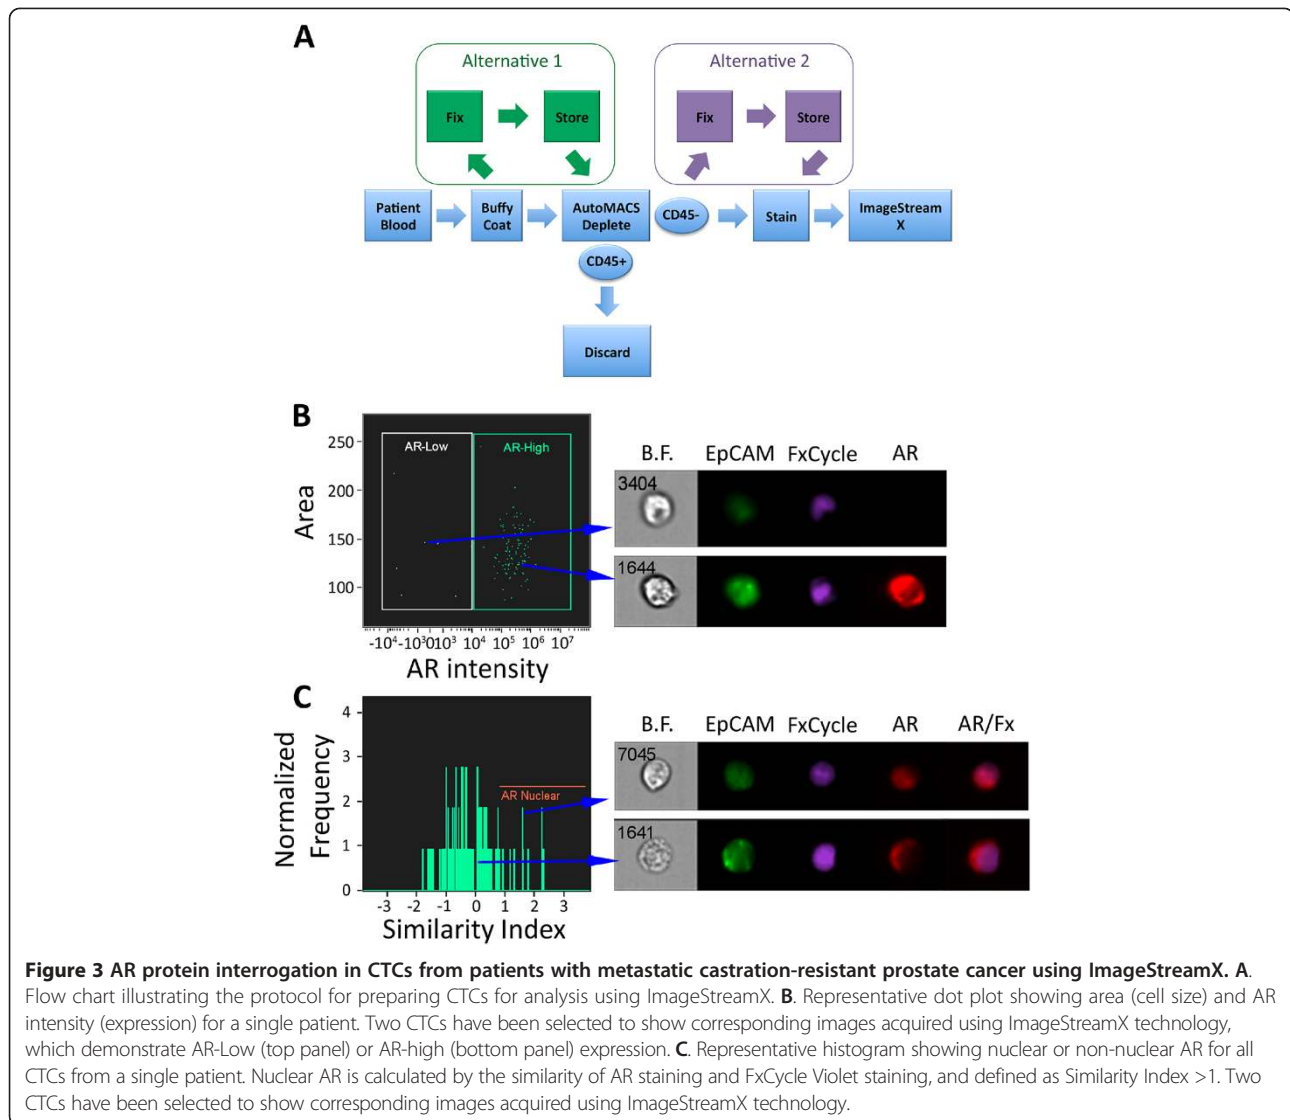 A
Alternative 1
Alternative 2
Fix
Store
Fix
Store
Patient
Blood
Buffy
Coat
AutoMACS
Deplete
CD45-
Stain
ImageStream
X
CD45+
Discard
B
Area
250
200
150
100
AR-Low
AR-High
-10⁴
-10³
0
10³
10⁴
10⁵
10⁶
10⁷
AR intensity
B.F.
EpCAM
FxCycle
AR
3404
1644
C
Normalized
Frequency
4
3
2
1
0
AR Nuclear
-3
-2
-1
0
1
2
3
Similarity Index
B.F.
EpCAM
FxCycle
AR
AR/Fx
7045
1641
Figure 3 AR protein interrogation in CTCs from patients with metastatic castration-resistant prostate cancer using ImageStreamX. A.
Flow chart illustrating the protocol for preparing CTCs for analysis using ImageStreamX. B. Representative dot plot showing area (cell size) and AR
intensity (expression) for a single patient. Two CTCs have been selected to show corresponding images acquired using ImageStreamX technology,
which demonstrate AR-Low (top panel) or AR-high (bottom panel) expression. C. Representative histogram showing nuclear or non-nuclear AR for all
CTCs from a single patient. Nuclear AR is calculated by the similarity of AR staining and FxCycle Violet staining, and defined as Similarity Index >1. Two
CTCs have been selected to show corresponding images acquired using ImageStreamX technology.